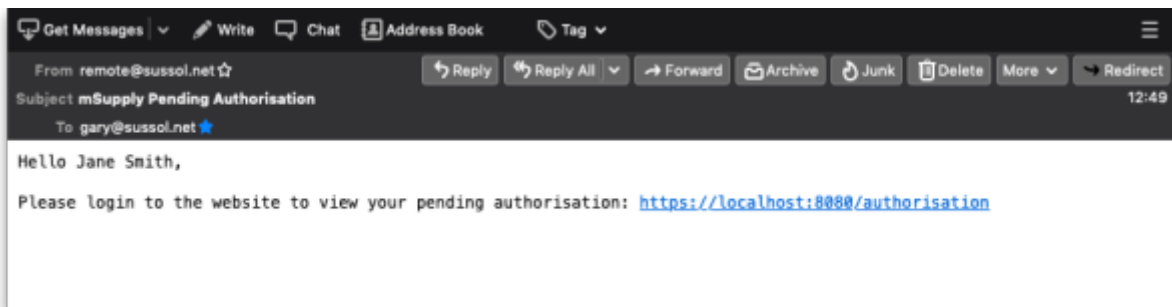 Get Messages Write Chat Address Book Tag
From remote@sussol.net Reply Reply All Forward Archive Junk Delete More Redirect
Subject mSupply Pending Authorisation 12:49
To gary@sussol.net
Hello Jane Smith,
Please login to the website to view your pending authorisation: https://localhost:8080/authorisation